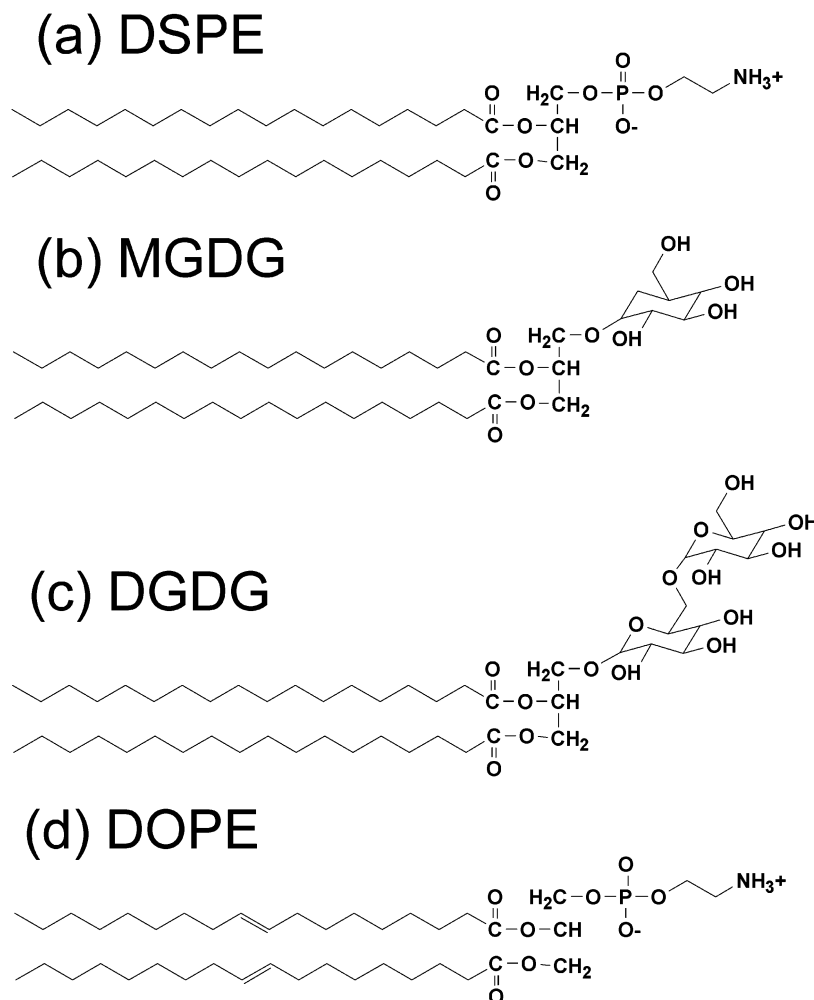 (a) DSPE
O
O H₂C O P O NH₃+
C O CH O-
C O CH₂
O
(b) MGDG
OH
OH
O H₂C O OH OH
C O CH
C O CH₂
O
(c) DGDG
OH
O OH
OH
OH
O
O OH
OH
O H₂C O OH
C O CH
C O CH₂
O
(d) DOPE
O
O H₂C O P O NH₃+
C O CH O-
C O CH₂
O